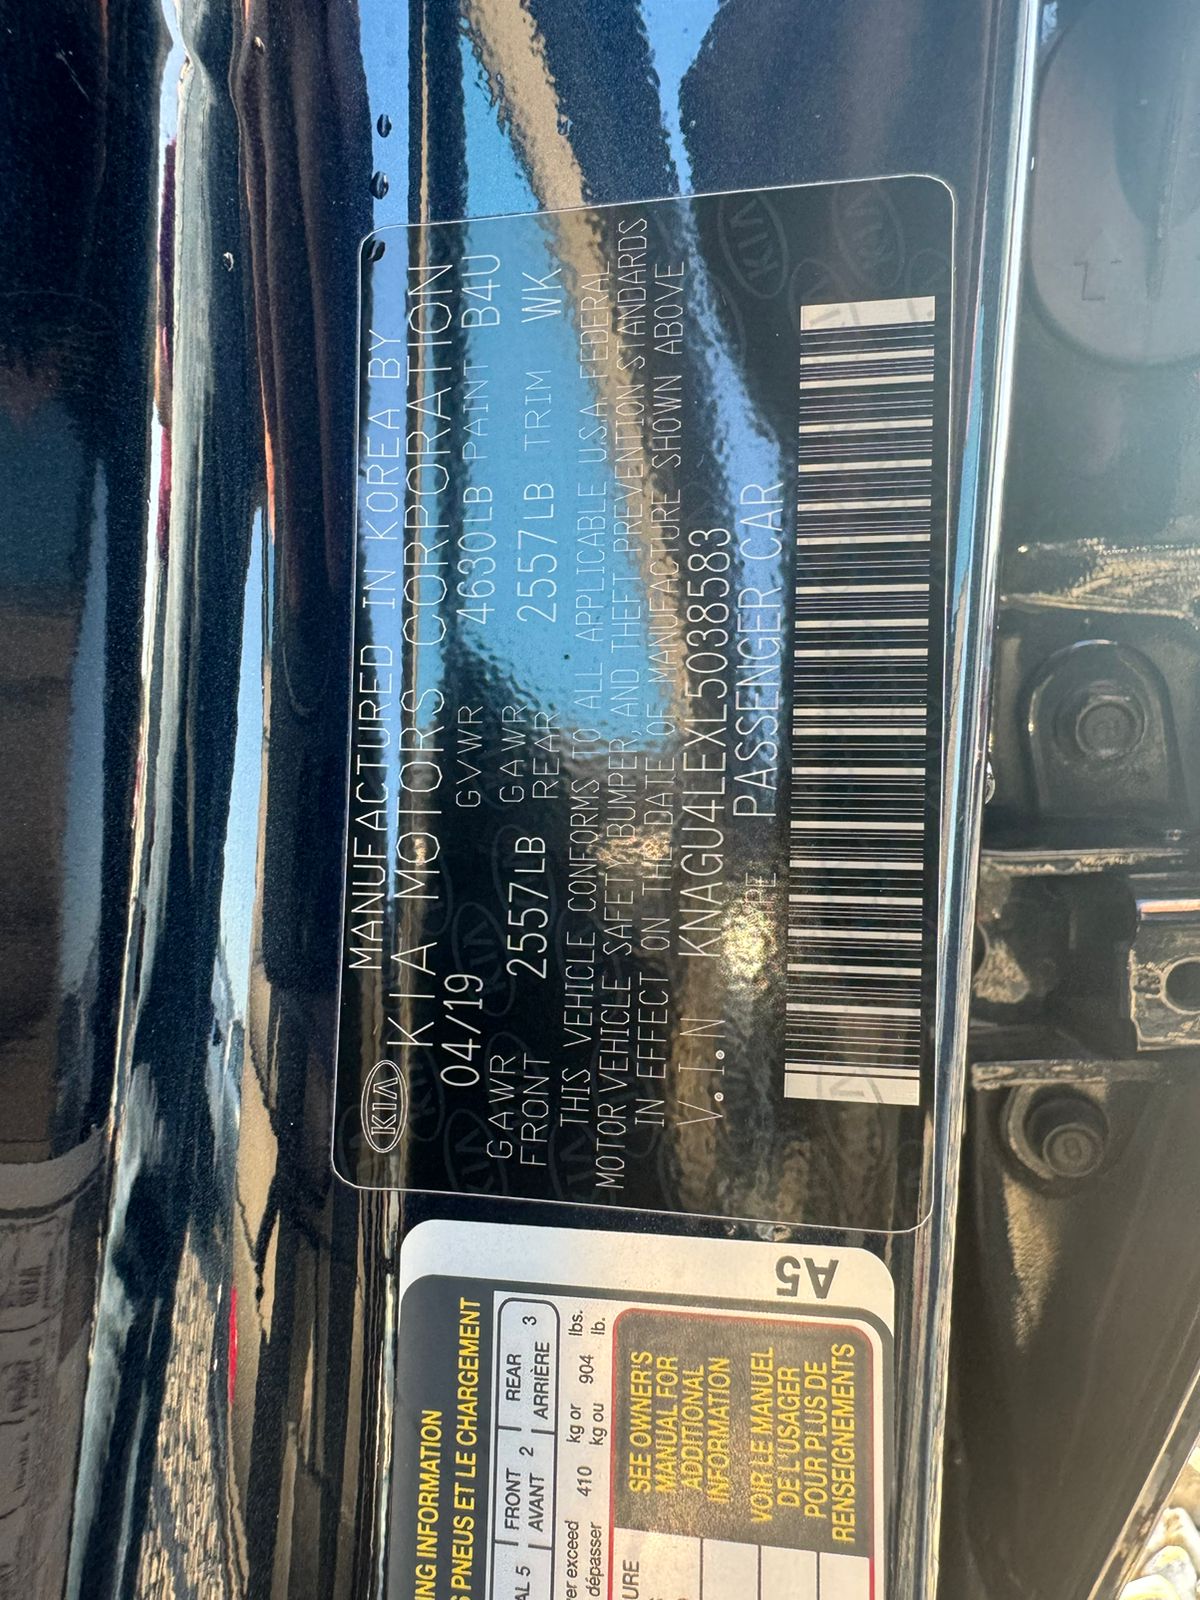 MANUFACTURED IN KOREA BY
KIA KIA MOTORS CORPORATION
04/19 GVWR 4630LB PAINT B4U
GAWR FRONT 2557LB GAWR REAR 2557LB TRIM WK
THIS VEHICLE CONFORMS TO ALL APPLICABLE U.S.A. FEDERAL
MOTOR VEHICLE SAFETY,BUMPER,AND THEFT PREVENTION STANDARDS
IN EFFECT ON THE DATE OF MANUFACTURE SHOWN ABOVE
V.I.N KNAGU4LEXL5038583
PASSENGER CAR
A5
ING INFORMATION
PNEUS ET LE CHARGEMENT
AL 5 FRONT 2 REAR 3
AVANT ARRIÈRE
er exceed 410 kg or 904 lbs.
dépasser kg ou lb.
URE
SEE OWNER'S
MANUAL FOR
ADDITIONAL
INFORMATION
VOIR LE MANUEL
DE L'USAGER
POUR PLUS DE
RENSEIGNEMENTS